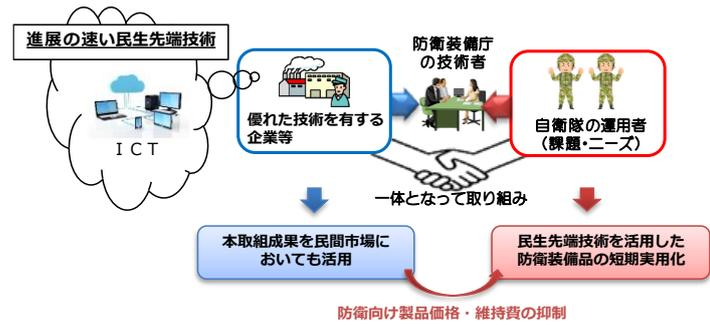 進展の速い民生先端技術
ＩＣＴ
優れた技術を有する
企業等
防衛装備庁
の技術者
自衛隊の運用者
（課題・ニーズ）
一体となって取り組み
本取組成果を民間市場に
おいても活用
民生先端技術を活用した
防衛装備品の短期実用化
防衛向け製品価格・維持費の抑制